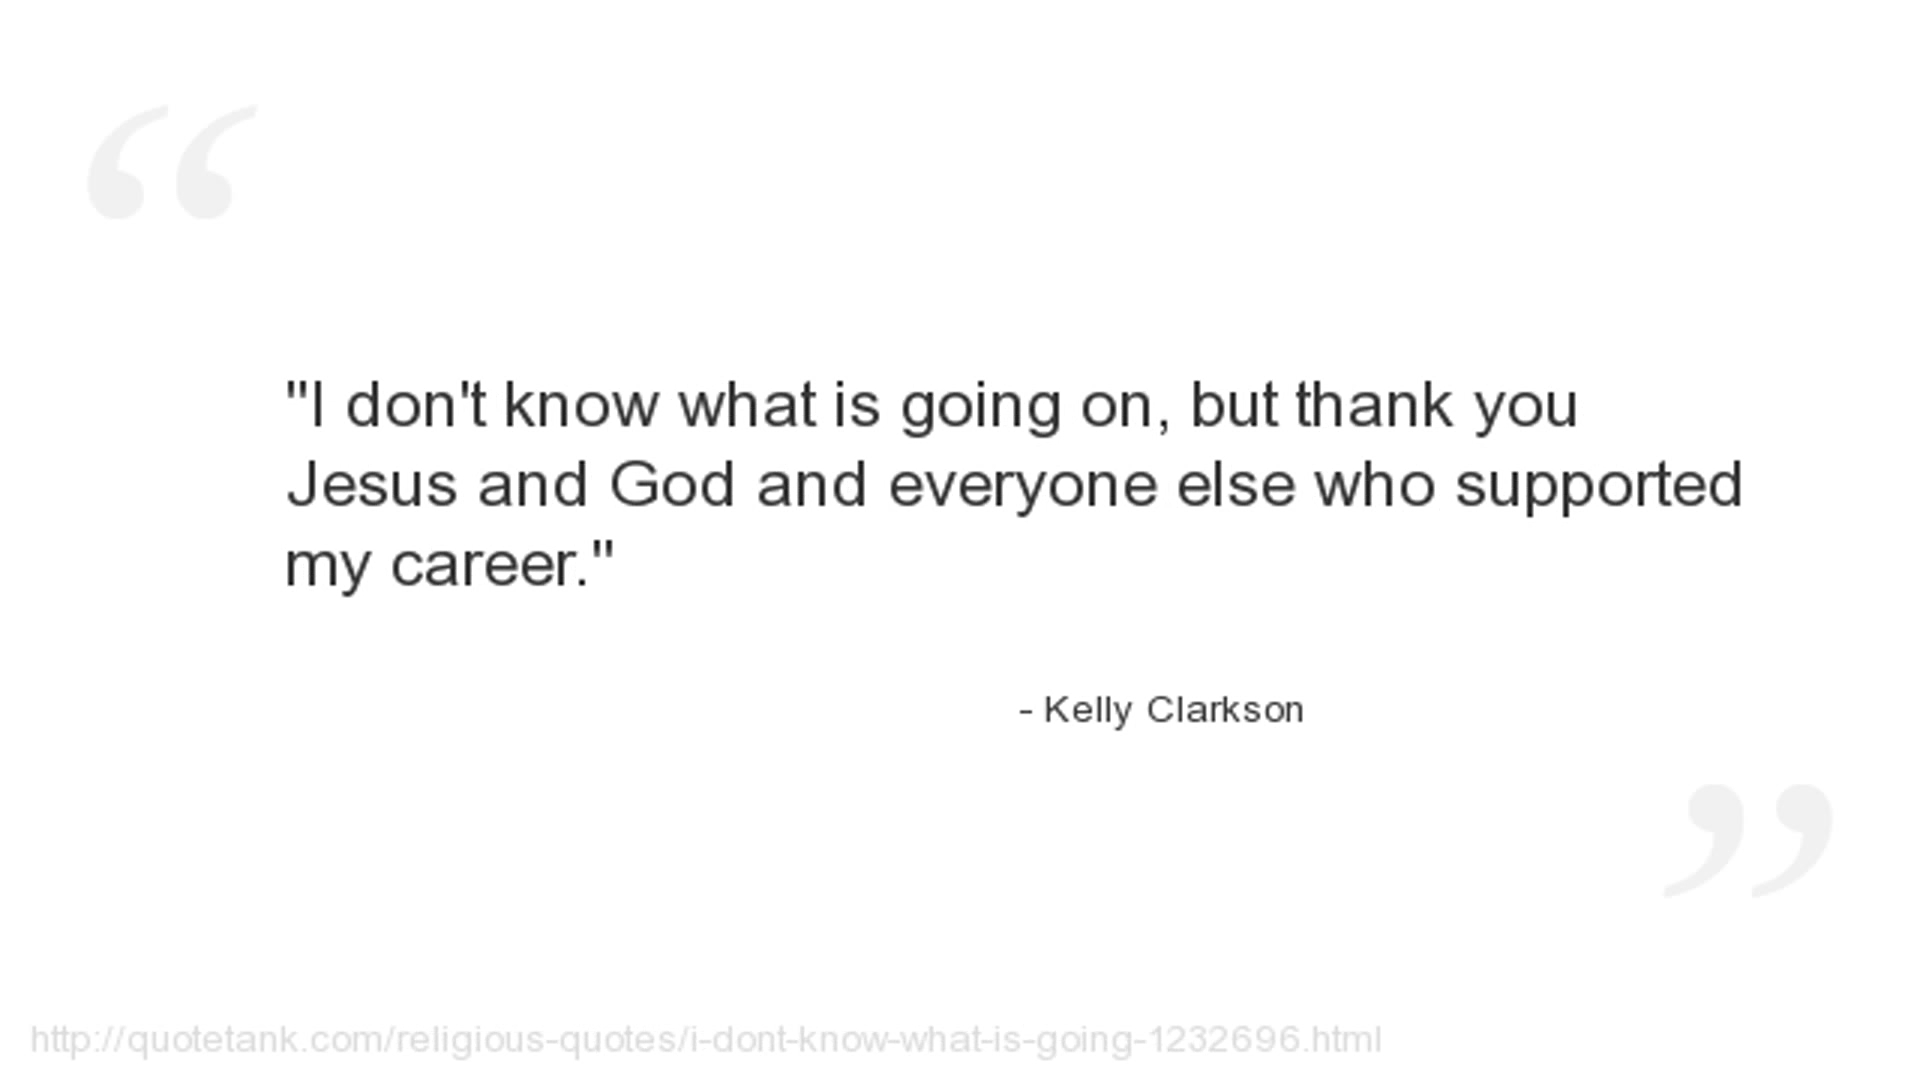 "I don't know what is going on, but thank you
Jesus and God and everyone else who supported
my career."
- Kelly Clarkson
http://quotetank.com/religious-quotes/i-dont-know-what-is-going-1232696.html